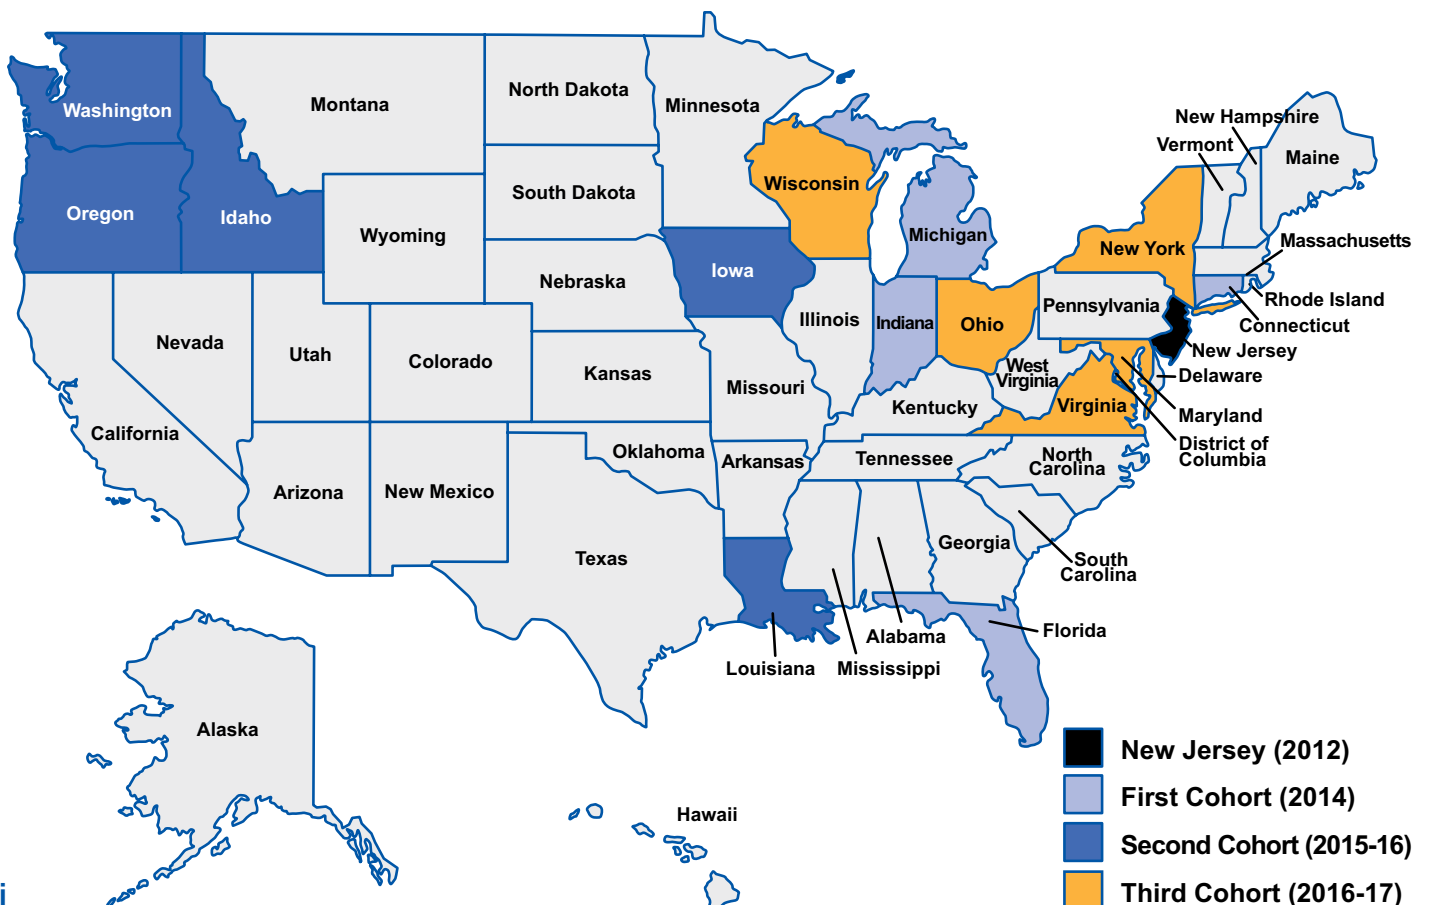 Washington
Montana
North Dakota
Minnesota
New Hampshire
Vermont
Maine
Oregon
Idaho
Wyoming
South Dakota
Wisconsin
Michigan
New York
Massachusetts
Iowa
Nebraska
Illinois
Indiana
Ohio
Pennsylvania
Rhode Island
Connecticut
New Jersey
Nevada
Utah
Colorado
Kansas
Missouri
West
Virginia
Delaware
Kentucky
Virginia
Maryland
District of
Columbia
California
Arizona
New Mexico
Oklahoma
Arkansas
Tennessee
North
Carolina
Texas
Georgia
South
Carolina
Louisiana
Mississippi
Alabama
Florida
Alaska
Hawaii
New Jersey (2012)
First Cohort (2014)
Second Cohort (2015-16)
Third Cohort (2016-17)
i